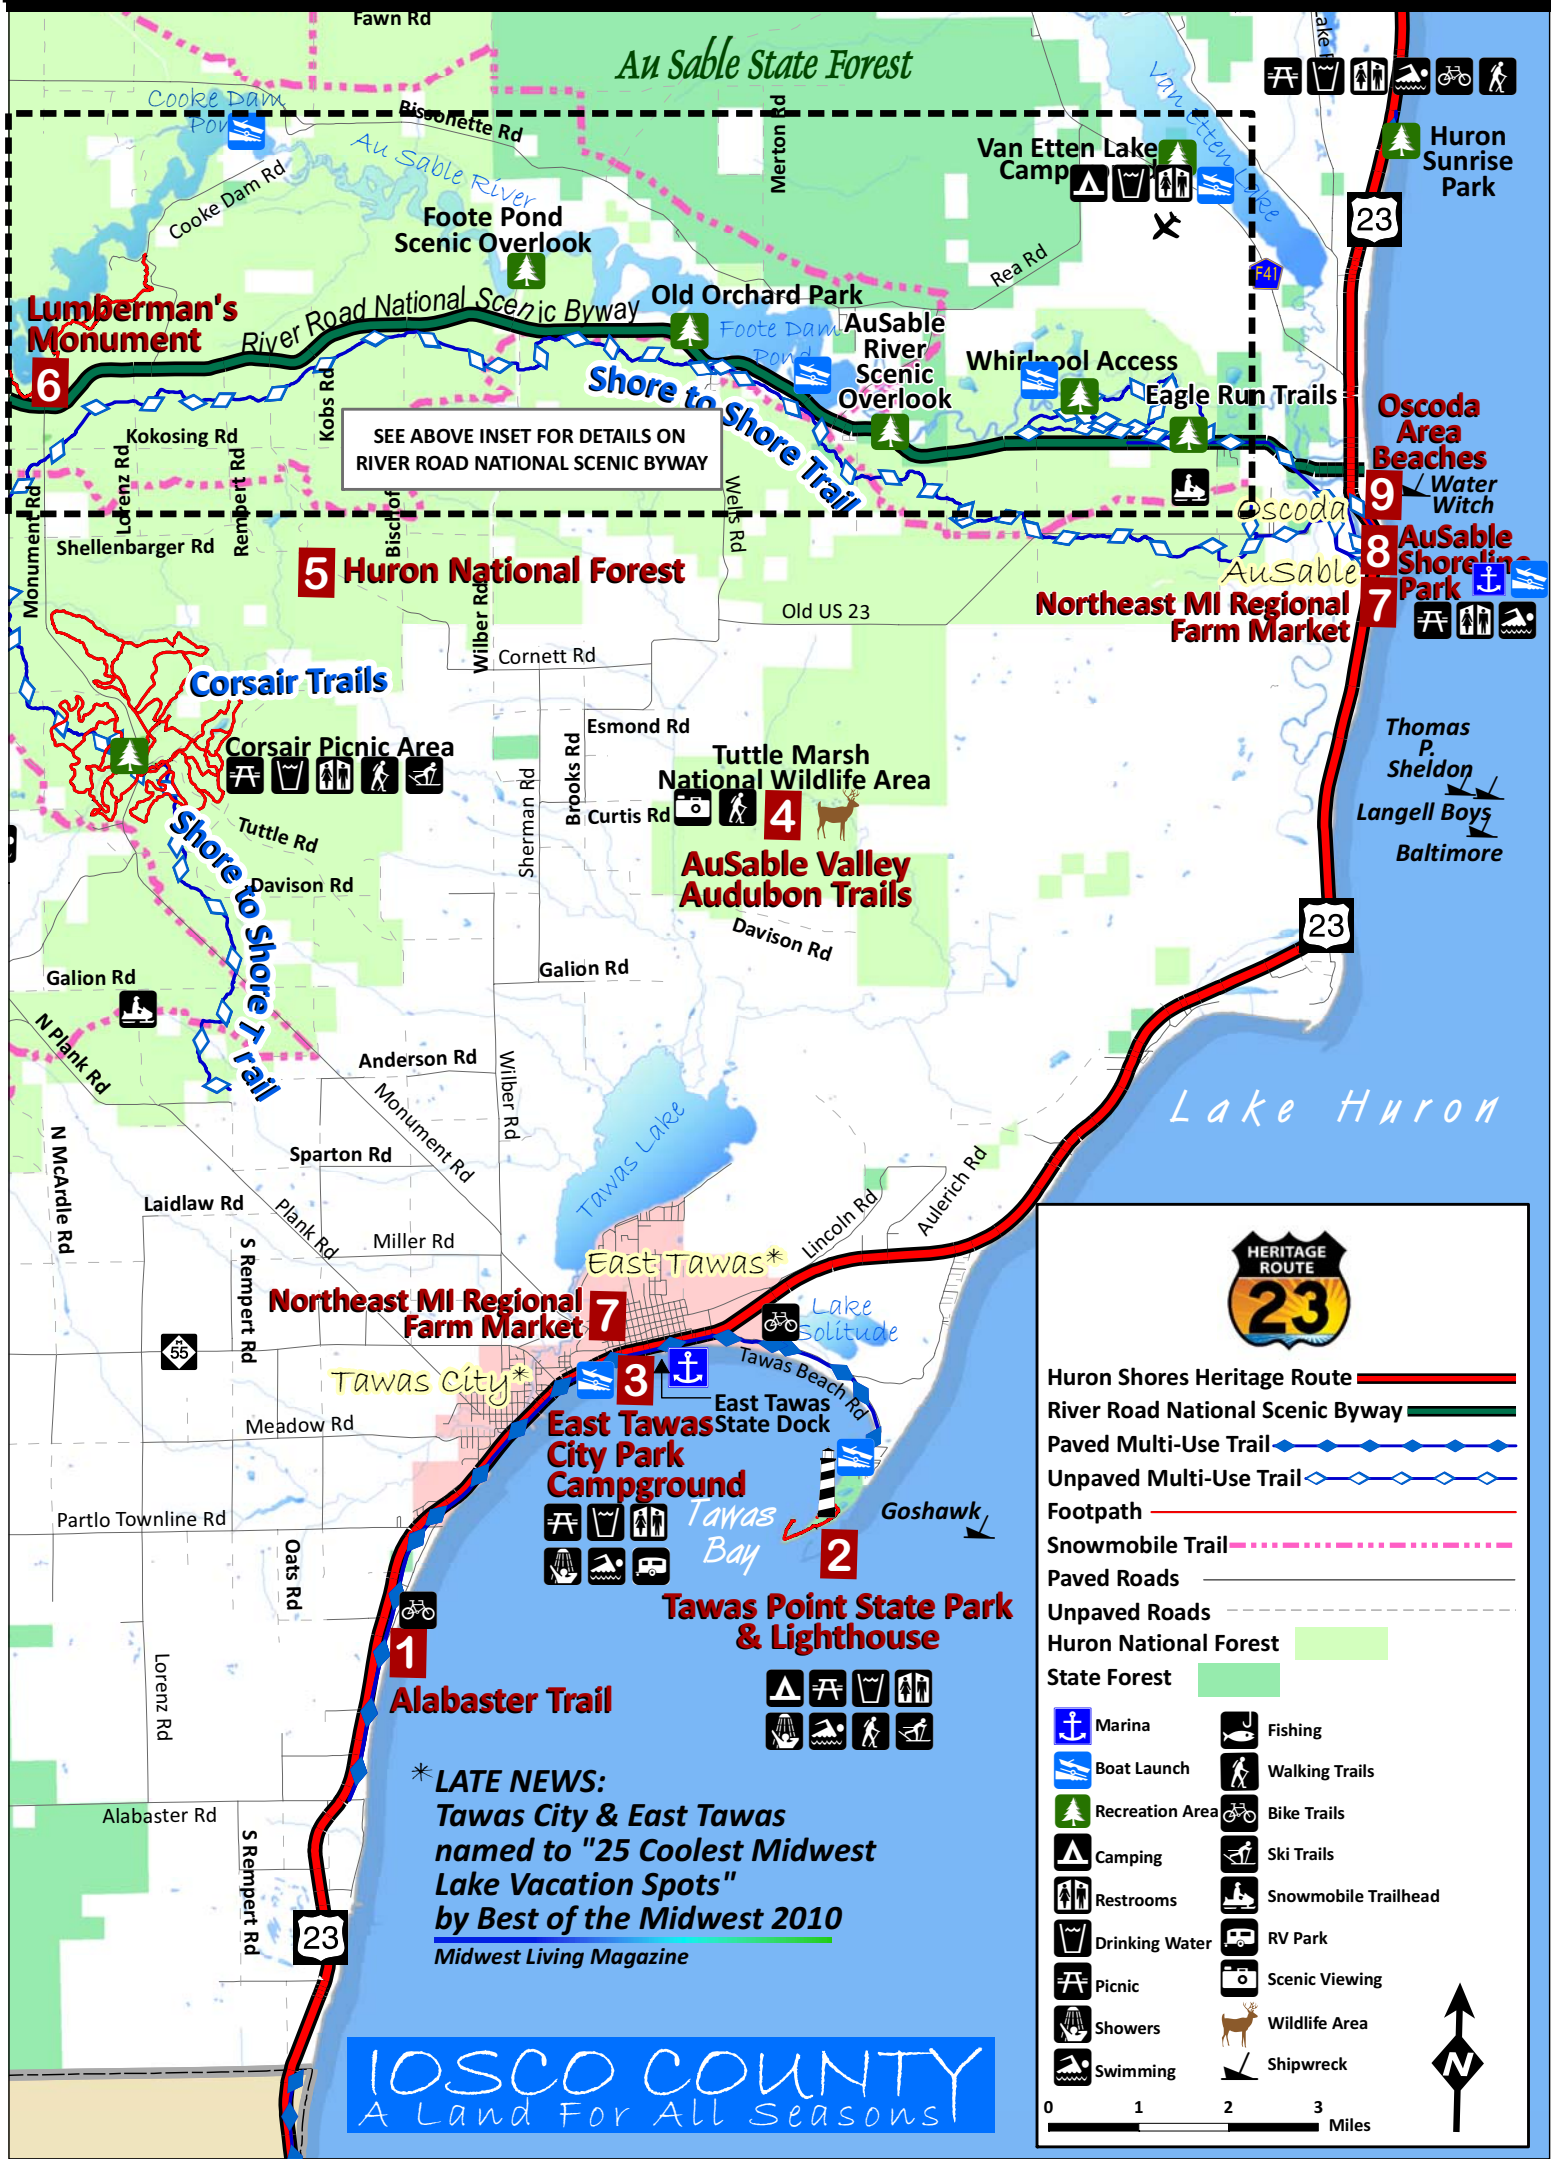 Fawn Rd
Au Sable State Forest
Lake
Cooke Dam
Pond
Bissonette Rd
Au Sable River
Merton Rd
Van Etten Lake
Van Etten Lake
Camp
Huron
Sunrise
Park
23
Cooke Dam Rd
Foote Pond
Scenic Overlook
Rea Rd
F41
Lumberman's
Monument
6
River Road National Scenic Byway
Old Orchard Park
Foote Dam
Pond
AuSable
River
Scenic
Overlook
Whirlpool Access
Eagle Run Trails
Shore to Shore Trail
Kobs Rd
Kokosing Rd
Lorenz Rd
Rempert Rd
SEE ABOVE INSET FOR DETAILS ON
RIVER ROAD NATIONAL SCENIC BYWAY
Oscoda
Area
Beaches
9
Water
Witch
Oscoda
Monument Rd
Bischof
Wells Rd
Shellenbarger Rd
5 Huron National Forest
8
AuSable
Shoreline
Park
AuSable
Old US 23
Northeast MI Regional
Farm Market
7
Wilber Rd
Cornett Rd
Corsair Trails
Corsair Picnic Area
Esmond Rd
Brooks Rd
Sherman Rd
Tuttle Marsh
National Wildlife Area
Curtis Rd
4
AuSable Valley
Audubon Trails
Thomas
P.
Sheldon
Langell Boys
Baltimore
Tuttle Rd
Davison Rd
Shore to Shore Trail
Davison Rd
23
Galion Rd
Galion Rd
N Plank Rd
Anderson Rd
Wilber Rd
Monument Rd
Tawas Lake
Lake Huron
N McArdle Rd
Sparton Rd
Laidlaw Rd
Plank Rd
Miller Rd
S Rempert Rd
Lincoln Rd
Aulerich Rd
East Tawas*
Northeast MI Regional
Farm Market
7
Lake
Solitude
M 55
Tawas City*
3
Tawas Beach Rd
East Tawas
State Dock
Meadow Rd
East Tawas
City Park
Campground
Tawas
Bay
Goshawk
2
Tawas Point State Park
& Lighthouse
Partlo Townline Rd
Oats Rd
1
Alabaster Trail
Lorenz Rd
Alabaster Rd
S Rempert Rd
23
* LATE NEWS:
Tawas City & East Tawas
named to "25 Coolest Midwest
Lake Vacation Spots"
by Best of the Midwest 2010
Midwest Living Magazine
IOSCO COUNTY
A Land For All Seasons
HERITAGE
ROUTE
23
Huron Shores Heritage Route
River Road National Scenic Byway
Paved Multi-Use Trail
Unpaved Multi-Use Trail
Footpath
Snowmobile Trail
Paved Roads
Unpaved Roads
Huron National Forest
State Forest
Marina
Boat Launch
Recreation Area
Camping
Restrooms
Drinking Water
Picnic
Showers
Swimming
Fishing
Walking Trails
Bike Trails
Ski Trails
Snowmobile Trailhead
RV Park
Scenic Viewing
Wildlife Area
Shipwreck
N
0 1 2 3
Miles